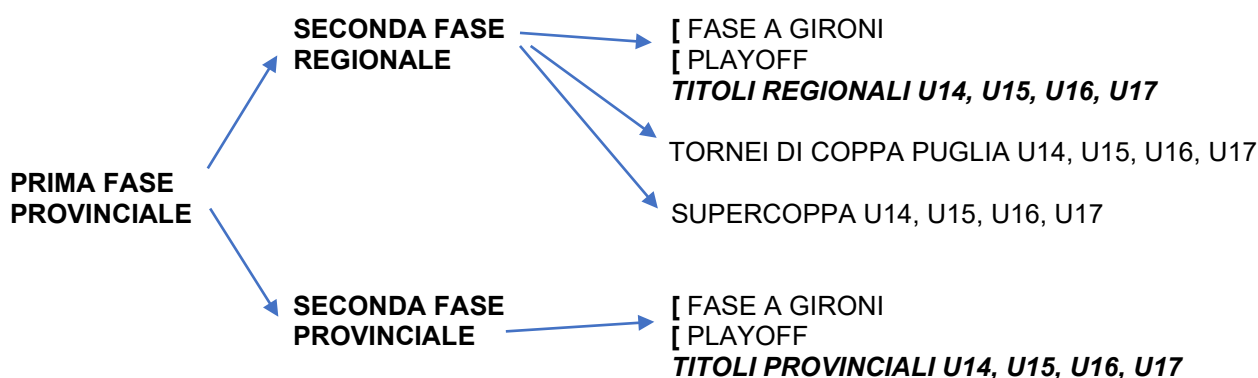 SECONDA FASE
REGIONALE
[ FASE A GIRONI
[ PLAYOFF
TITOLI REGIONALI U14, U15, U16, U17
TORNEI DI COPPA PUGLIA U14, U15, U16, U17
PRIMA FASE
PROVINCIALE
SUPERCOPPA U14, U15, U16, U17
SECONDA FASE
PROVINCIALE
[ FASE A GIRONI
[ PLAYOFF
TITOLI PROVINCIALI U14, U15, U16, U17